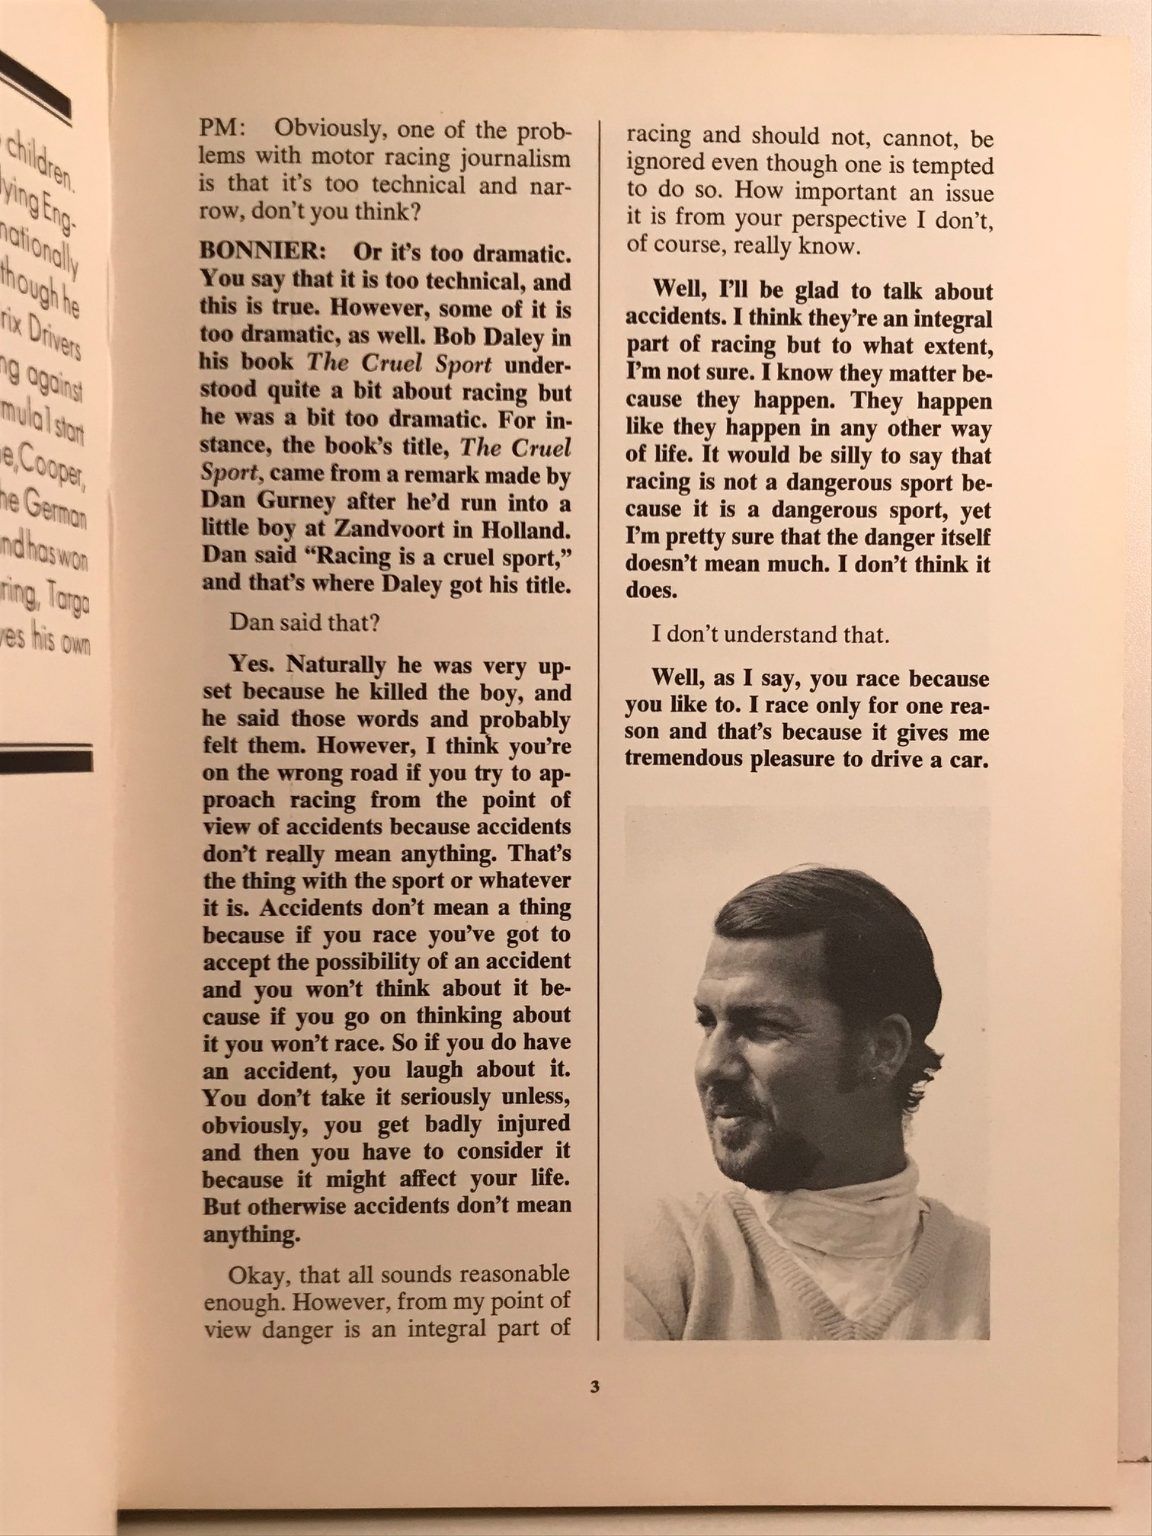 children.
lying Eng-
nationally
though he
rix Drivers
ng against
mula 1 start
e, Cooper,
he German
nd has won
ring, Targa
ves his own
PM: Obviously, one of the prob-
lems with motor racing journalism
is that it's too technical and nar-
row, don't you think?
BONNIER: Or it's too dramatic.
You say that it is too technical, and
this is true. However, some of it is
too dramatic, as well. Bob Daley in
his book The Cruel Sport under-
stood quite a bit about racing but
he was a bit too dramatic. For in-
stance, the book's title, The Cruel
Sport, came from a remark made by
Dan Gurney after he'd run into a
little boy at Zandvoort in Holland.
Dan said “Racing is a cruel sport,”
and that's where Daley got his title.
Dan said that?
Yes. Naturally he was very up-
set because he killed the boy, and
he said those words and probably
felt them. However, I think you're
on the wrong road if you try to ap-
proach racing from the point of
view of accidents because accidents
don't really mean anything. That's
the thing with the sport or whatever
it is. Accidents don't mean a thing
because if you race you've got to
accept the possibility of an accident
and you won't think about it be-
cause if you go on thinking about
it you won't race. So if you do have
an accident, you laugh about it.
You don't take it seriously unless,
obviously, you get badly injured
and then you have to consider it
because it might affect your life.
But otherwise accidents don't mean
anything.
Okay, that all sounds reasonable
enough. However, from my point of
view danger is an integral part of
racing and should not, cannot, be
ignored even though one is tempted
to do so. How important an issue
it is from your perspective I don't,
of course, really know.
Well, I'll be glad to talk about
accidents. I think they're an integral
part of racing but to what extent,
I'm not sure. I know they matter be-
cause they happen. They happen
like they happen in any other way
of life. It would be silly to say that
racing is not a dangerous sport be-
cause it is a dangerous sport, yet
I'm pretty sure that the danger itself
doesn't mean much. I don't think it
does.
I don't understand that.
Well, as I say, you race because
you like to. I race only for one rea-
son and that's because it gives me
tremendous pleasure to drive a car.
3